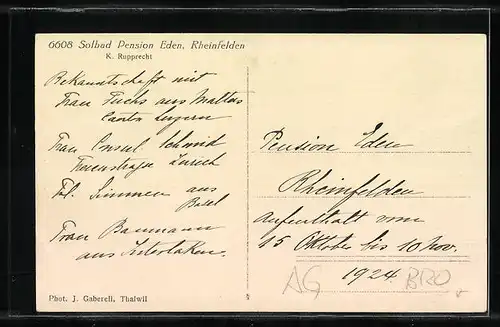 6608 Solbad Pension Eden, Rheinfelden
K. Rupprecht
Bekanntschaft mit
Frau Fuchs aus Malters
Canton Luzern
Frau Consul Schmid
Zürich
Frl. Simmen aus
Basel
Frau Baumann
aus Interlaken.
Pension Eden
Rheinfelden
Aufenthalt vom
15 Oktober bis 10 Nov.
1924.
AG BRO
Phot. J. Gaberell, Thalwil